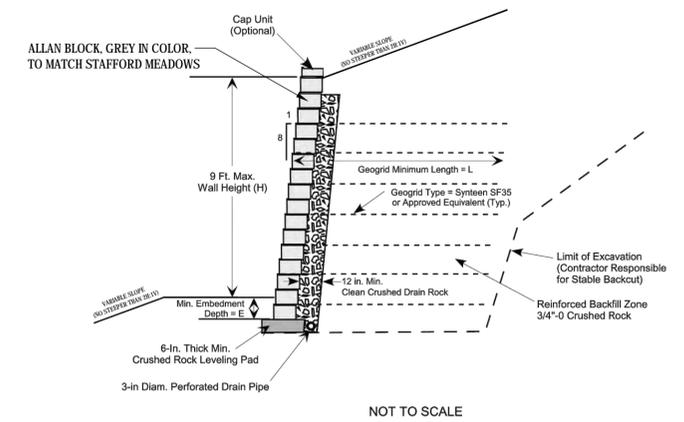 Cap Unit
(Optional)
VARIABLE SLOPE
(NO STEEPER THAN 2H:1V)
ALLAN BLOCK, GREY IN COLOR,
TO MATCH STAFFORD MEADOWS
1
8
9 Ft. Max.
Wall Height (H)
Geogrid Minimum Length = L
Geogrid Type = Synteen SF35
or Approved Equivalent (Typ.)
Limit of Excavation
(Contractor Responsible
for Stable Backcut)
12 in. Min.
Clean Crushed Drain Rock
VARIABLE SLOPE
(NO STEEPER THAN 2H:1V)
Min. Embedment
Depth = E
Reinforced Backfill Zone
3/4"-0 Crushed Rock
6-In. Thick Min.
Crushed Rock Leveling Pad
3-in Diam. Perforated Drain Pipe
NOT TO SCALE